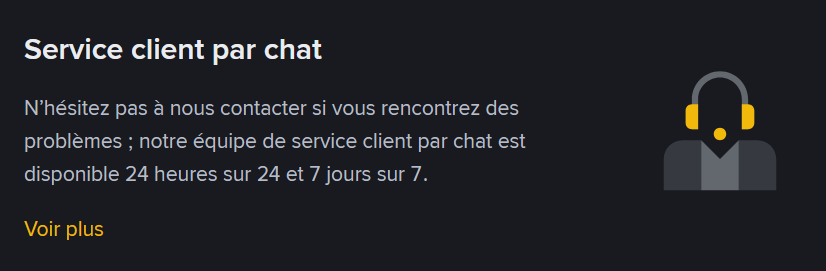 Service client par chat
N’hésitez pas à nous contacter si vous rencontrez des
problèmes ; notre équipe de service client par chat est
disponible 24 heures sur 24 et 7 jours sur 7.
Voir plus